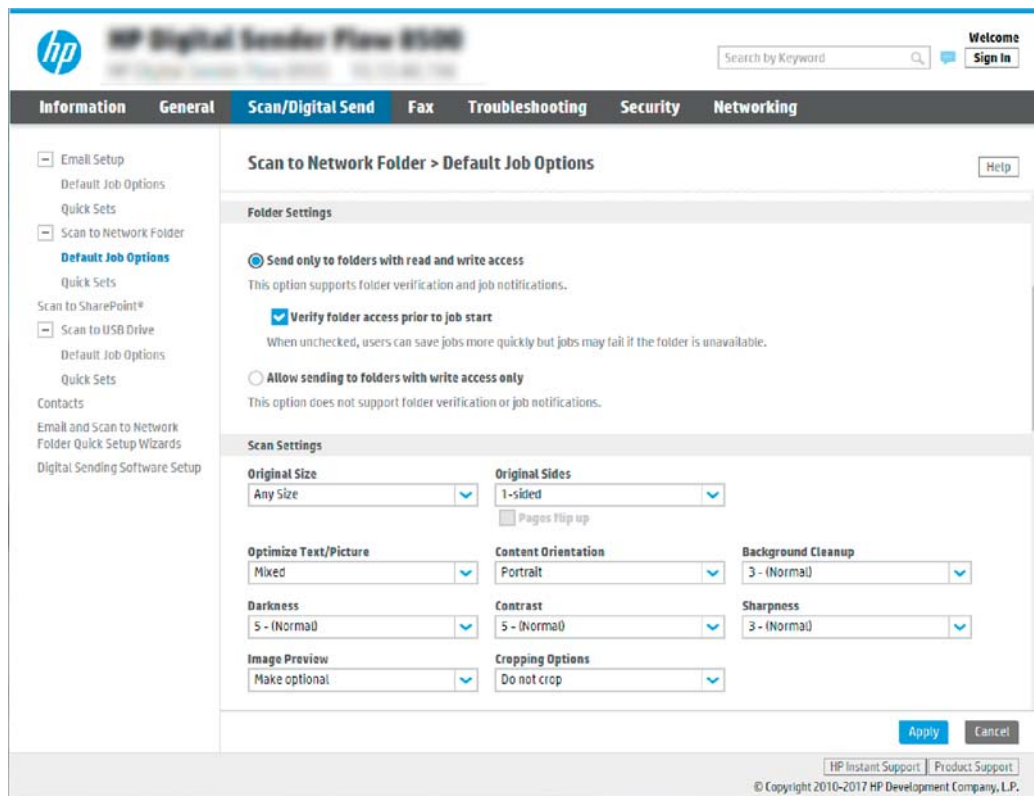 hp
HP Digital Sender Flow 8500
Welcome
Search by Keyword
Sign In
Information General Scan/Digital Send Fax Troubleshooting Security Networking
Email Setup
Default Job Options
Quick Sets
Scan to Network Folder
Default Job Options
Quick Sets
Scan to SharePoint®
Scan to USB Drive
Default Job Options
Quick Sets
Contacts
Email and Scan to Network
Folder Quick Setup Wizards
Digital Sending Software Setup
Scan to Network Folder > Default Job Options
Help
Folder Settings
Send only to folders with read and write access
This option supports folder verification and job notifications.
Verify folder access prior to job start
When unchecked, users can save jobs more quickly but jobs may fail if the folder is unavailable.
Allow sending to folders with write access only
This option does not support folder verification or job notifications.
Scan Settings
Original Size Original Sides
Any Size 1-sided
Pages flip up
Optimize Text/Picture Content Orientation Background Cleanup
Mixed Portrait 3 - (Normal)
Darkness Contrast Sharpness
5 - (Normal) 5 - (Normal) 3 - (Normal)
Image Preview Cropping Options
Make optional Do not crop
Apply Cancel
HP Instant Support Product Support
© Copyright 2010-2017 HP Development Company, L.P.